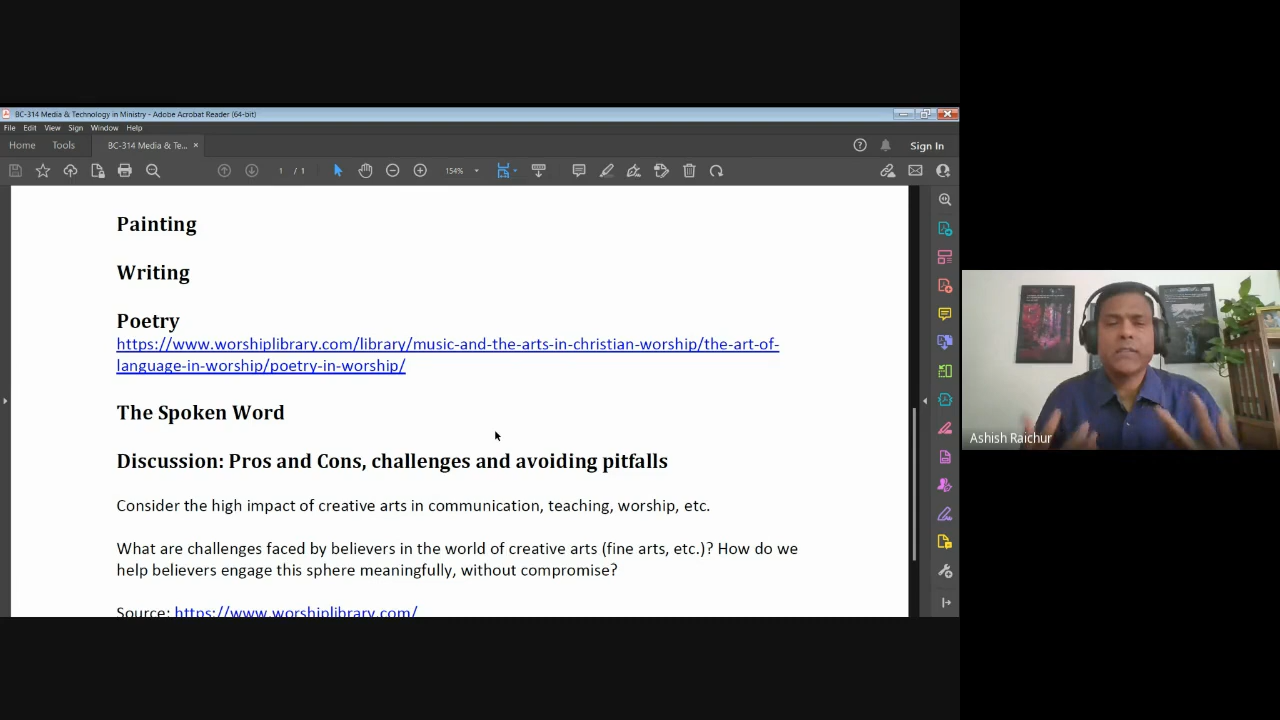 BC-314 Media & Technology in Ministry - Adobe Acrobat Reader (64-bit)
File Edit View Sign Window Help
Home Tools BC-314 Media & Te... ×
Sign In
1 / 1
154%
Painting
Writing
Poetry
https://www.worshiplibrary.com/library/music-and-the-arts-in-christian-worship/the-art-of-
language-in-worship/poetry-in-worship/
The Spoken Word
Discussion: Pros and Cons, challenges and avoiding pitfalls
Consider the high impact of creative arts in communication, teaching, worship, etc.
What are challenges faced by believers in the world of creative arts (fine arts, etc.)? How do we
help believers engage this sphere meaningfully, without compromise?
Source: https://www.worshiplibrary.com/
Ashish Raichur